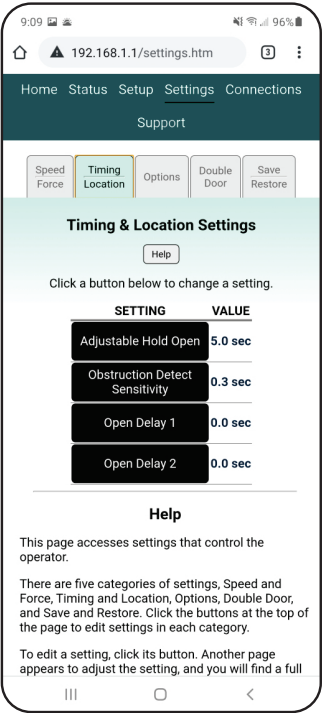 9:09 96%
192.168.1.1/settings.htm 3
Home Status Setup Settings Connections
Support
Speed Force
Timing Location
Options
Double Door
Save Restore
Timing & Location Settings
Help
Click a button below to change a setting.
SETTING VALUE
Adjustable Hold Open 5.0 sec
Obstruction Detect
Sensitivity 0.3 sec
Open Delay 1 0.0 sec
Open Delay 2 0.0 sec
Help
This page accesses settings that control the
operator.
There are five categories of settings, Speed and
Force, Timing and Location, Options, Double Door,
and Save and Restore. Click the buttons at the top of
the page to edit settings in each category.
To edit a setting, click its button. Another page
appears to adjust the setting, and you will find a full